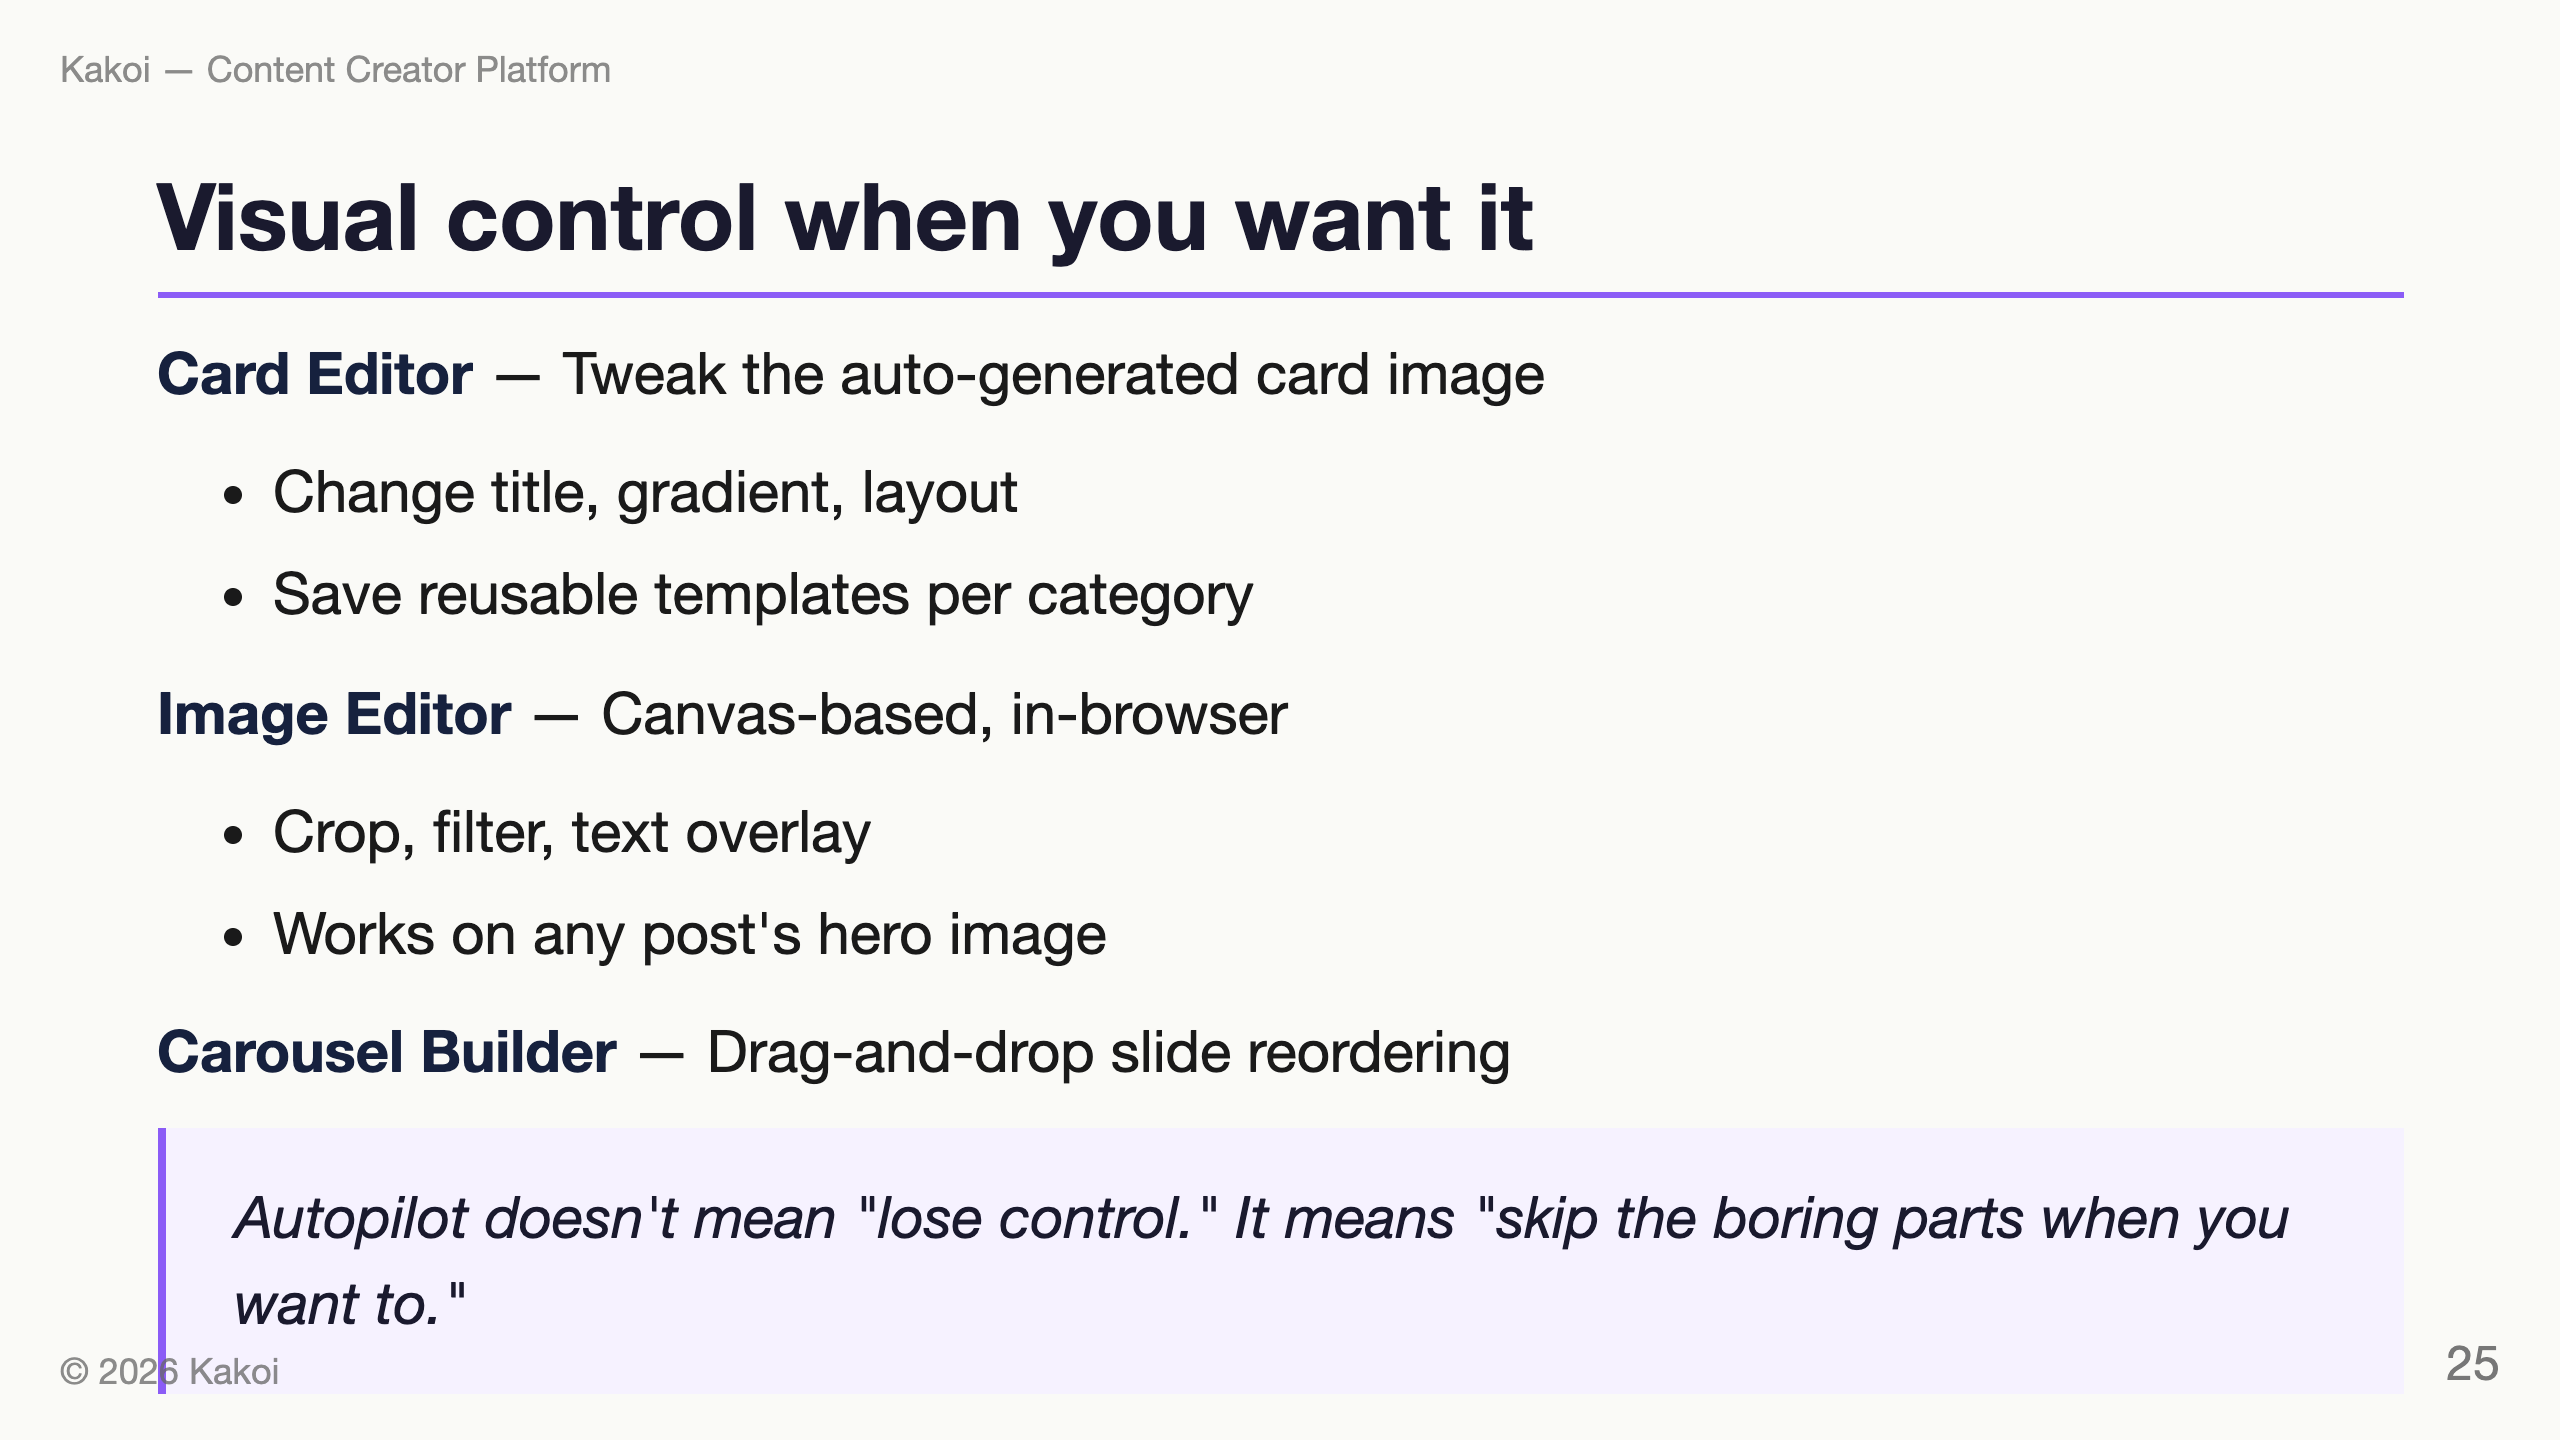 Kakoi — Content Creator Platform
Visual control when you want it
Card Editor — Tweak the auto-generated card image
• Change title, gradient, layout
• Save reusable templates per category
Image Editor — Canvas-based, in-browser
• Crop, filter, text overlay
• Works on any post's hero image
Carousel Builder — Drag-and-drop slide reordering
Autopilot doesn't mean "lose control." It means "skip the boring parts when you
want to."
© 2026 Kakoi
25